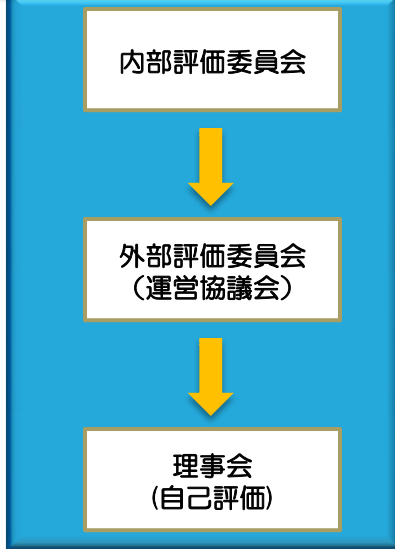 内部評価委員会
外部評価委員会
（運営協議会）
理事会
(自己評価)